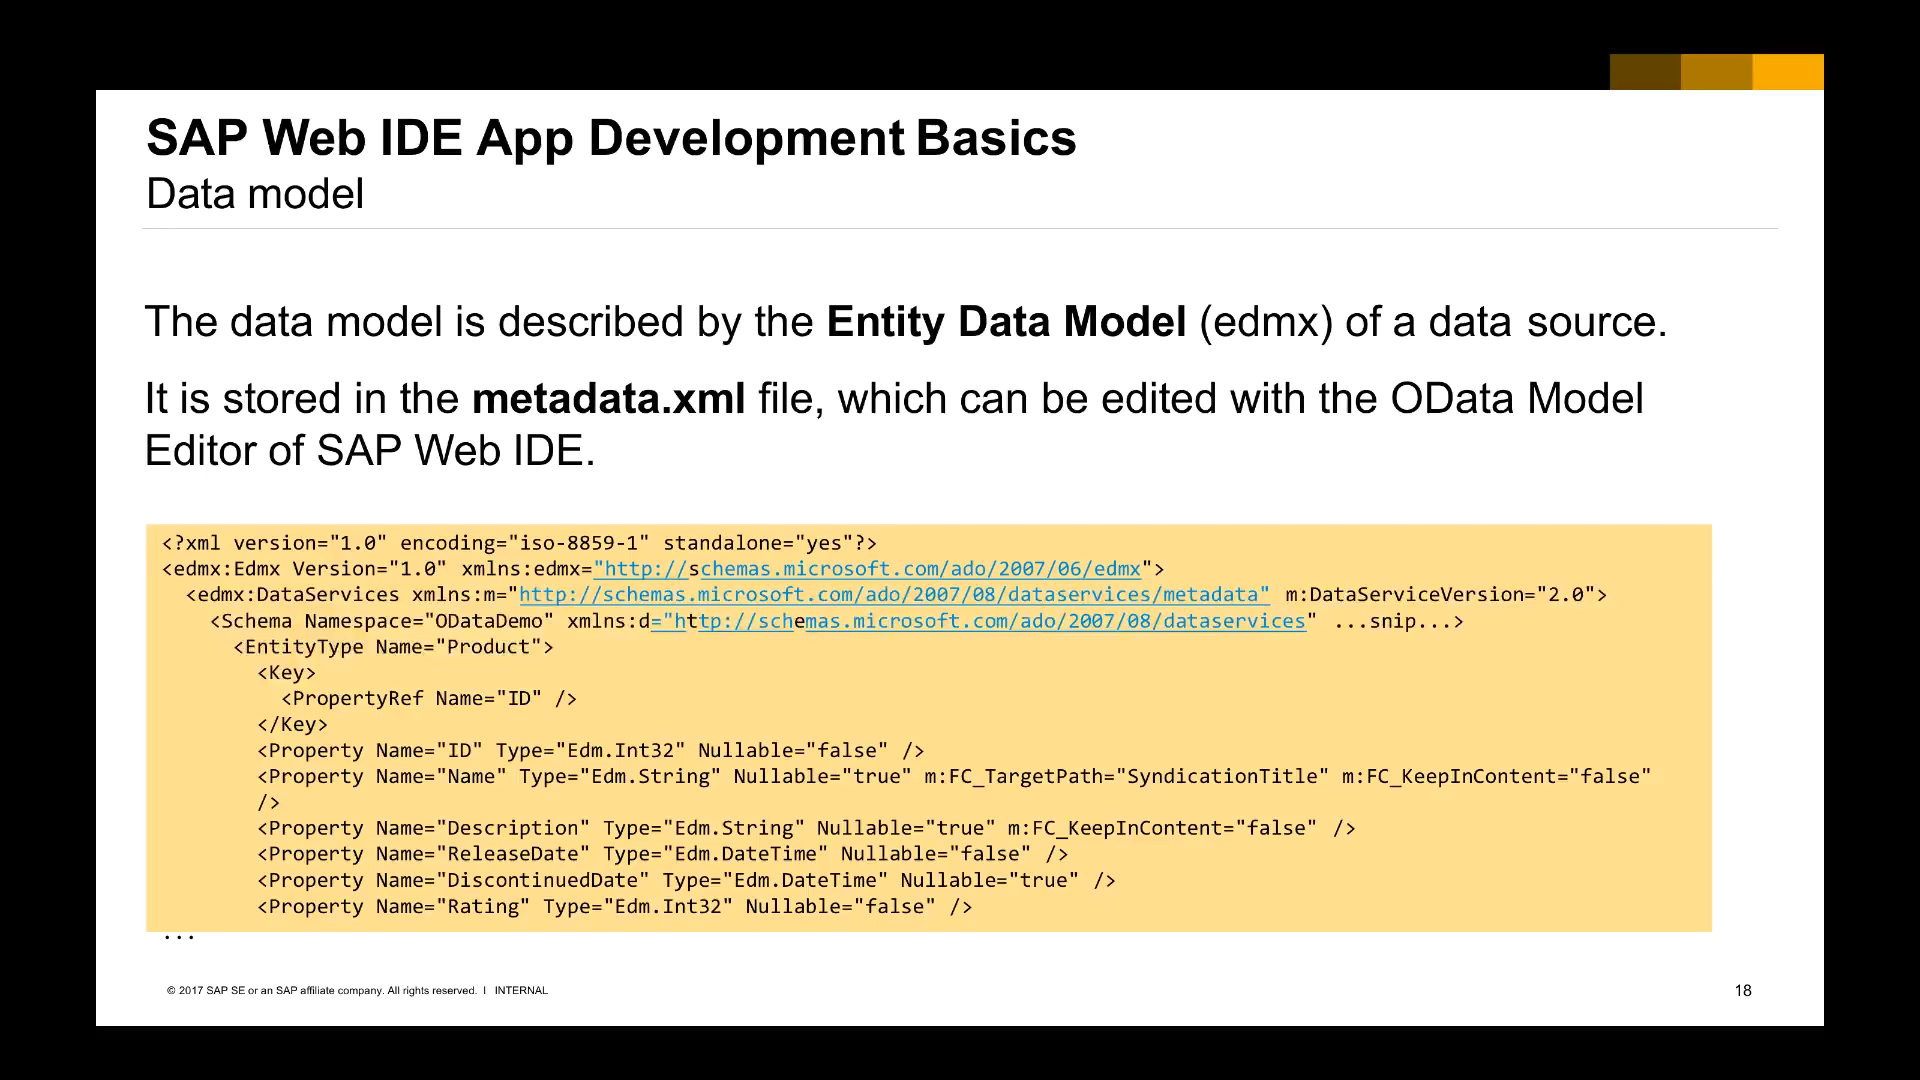 SAP Web IDE App Development Basics
Data model
The data model is described by the Entity Data Model (edmx) of a data source.
It is stored in the metadata.xml file, which can be edited with the OData Model
Editor of SAP Web IDE.
<?xml version="1.0" encoding="iso-8859-1" standalone="yes"?>
<edmx:Edmx Version="1.0" xmlns:edmx="http://schemas.microsoft.com/ado/2007/06/edmx">
<edmx:DataServices xmlns:m="http://schemas.microsoft.com/ado/2007/08/dataservices/metadata" m:DataServiceVersion="2.0">
<Schema Namespace="ODataDemo" xmlns:d="http://schemas.microsoft.com/ado/2007/08/dataservices" ...snip...>
<EntityType Name="Product">
<Key>
<PropertyRef Name="ID" />
</Key>
<Property Name="ID" Type="Edm.Int32" Nullable="false" />
<Property Name="Name" Type="Edm.String" Nullable="true" m:FC_TargetPath="SyndicationTitle" m:FC_KeepInContent="false"
/>
<Property Name="Description" Type="Edm.String" Nullable="true" m:FC_KeepInContent="false" />
<Property Name="ReleaseDate" Type="Edm.DateTime" Nullable="false" />
<Property Name="DiscontinuedDate" Type="Edm.DateTime" Nullable="true" />
<Property Name="Rating" Type="Edm.Int32" Nullable="false" />
...
© 2017 SAP SE or an SAP affiliate company. All rights reserved. I INTERNAL
18